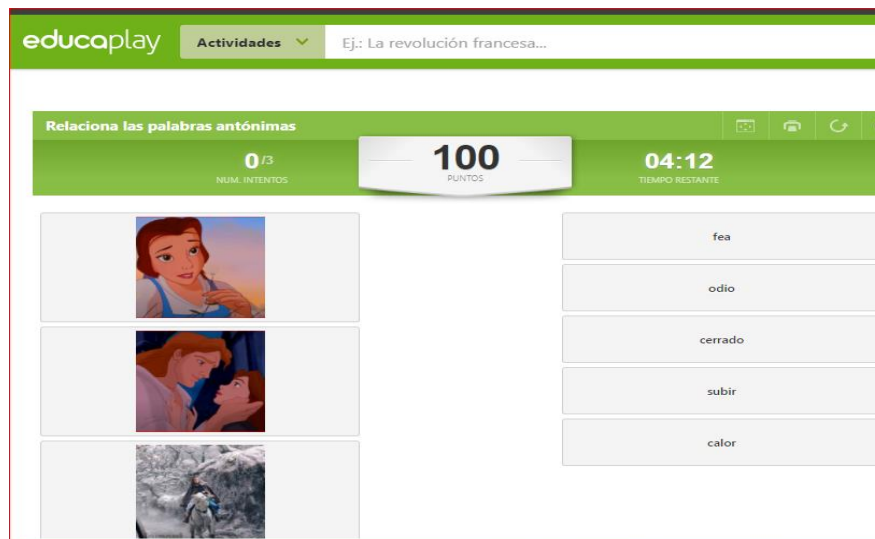 educaplay Actividades Ej.: La revolución francesa...
Relaciona las palabras antónimas
0/3 100 04:12
NUM. INTENTOS PUNTOS TIEMPO RESTANTE
fea
odio
cerrado
subir
calor